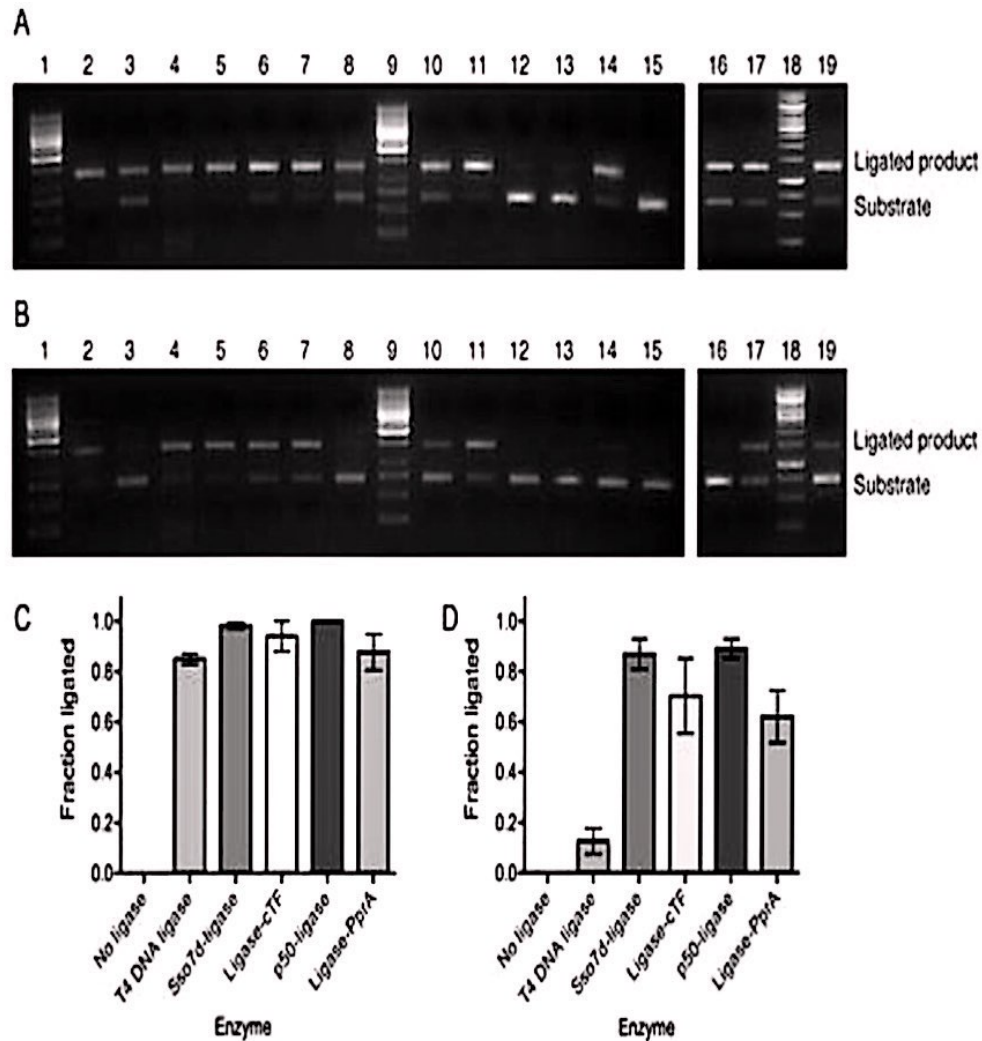 A
1 2 3 4 5 6 7 8 9 10 11 12 13 14 15 16 17 18 19
Ligated product
Substrate
B
1 2 3 4 5 6 7 8 9 10 11 12 13 14 15 16 17 18 19
Ligated product
Substrate
C
Fraction ligated
1.0
0.8
0.6
0.4
0.2
0.0
No ligase
T4 DNA ligase
Sso7d-ligase
Ligase-cTF
p50-ligase
Ligase-PprA
Enzyme
D
Fraction ligated
1.0
0.8
0.6
0.4
0.2
0.0
No ligase
T4 DNA ligase
Sso7d-ligase
Ligase-cTF
p50-ligase
Ligase-PprA
Enzyme